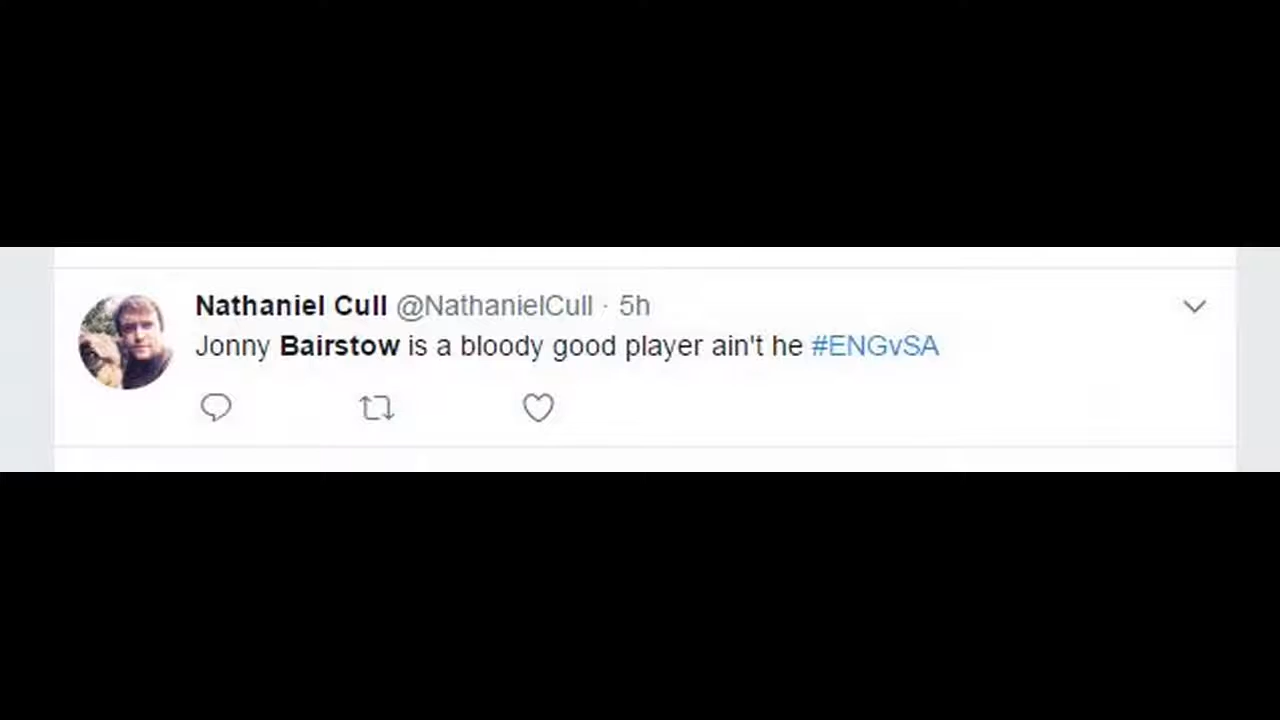 Nathaniel Cull @NathanielCull · 5h
Jonny Bairstow is a bloody good player ain't he #ENGvSA